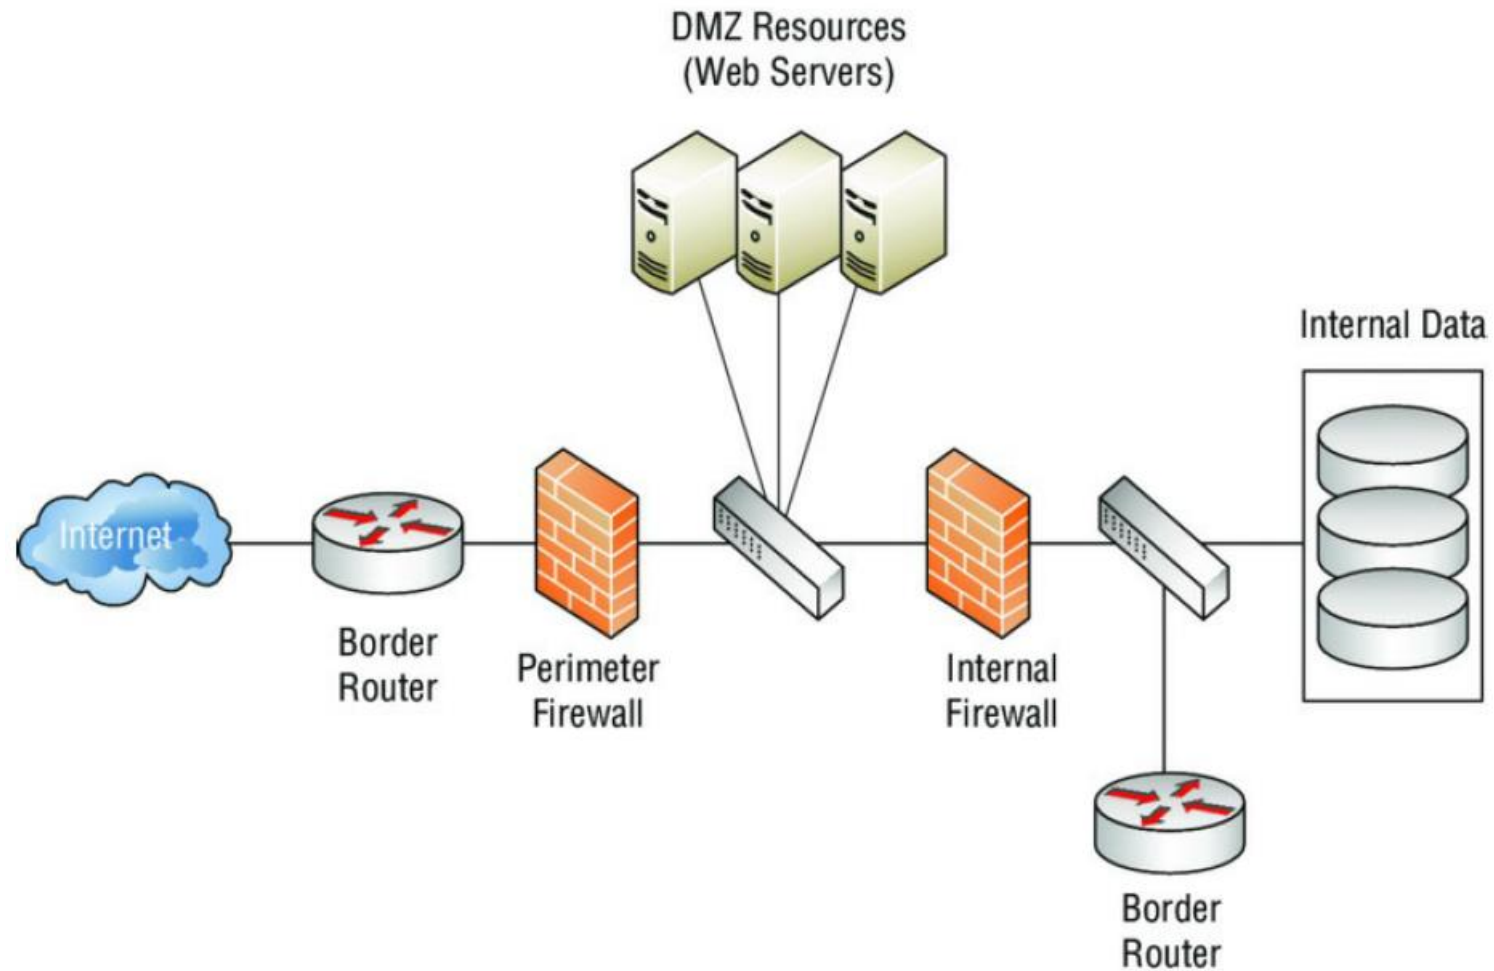 DMZ Resources
(Web Servers)
Internal Data
Internet
Border
Router
Perimeter
Firewall
Internal
Firewall
Border
Router